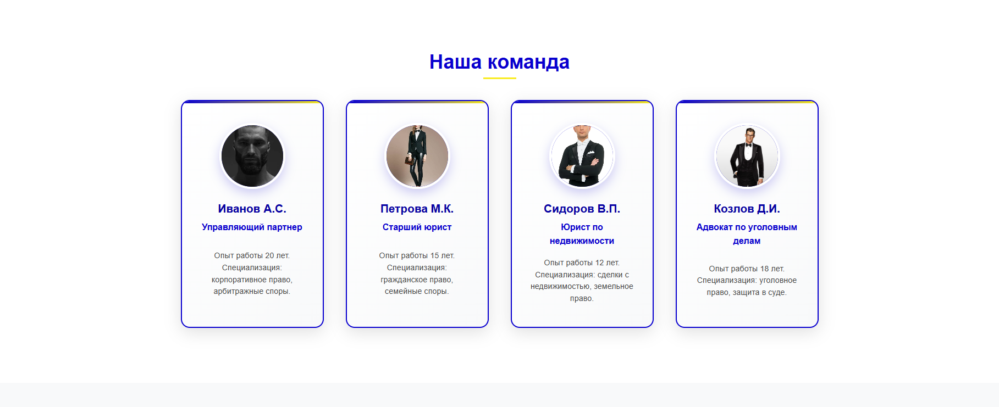 Наша команда
Иванов А.С.
Управляющий партнер
Опыт работы 20 лет.
Специализация:
корпоративное право,
арбитражные споры.
Петрова М.К.
Старший юрист
Опыт работы 15 лет.
Специализация:
гражданское право,
семейные споры.
Сидоров В.П.
Юрист по
недвижимости
Опыт работы 12 лет.
Специализация: сделки с
недвижимостью, земельное
право.
Козлов Д.И.
Адвокат по уголовным
делам
Опыт работы 18 лет.
Специализация: уголовное
право, защита в суде.